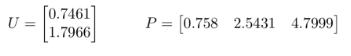 U = [0.7461
1.7966] P = [0.758 2.5431 4.7999]